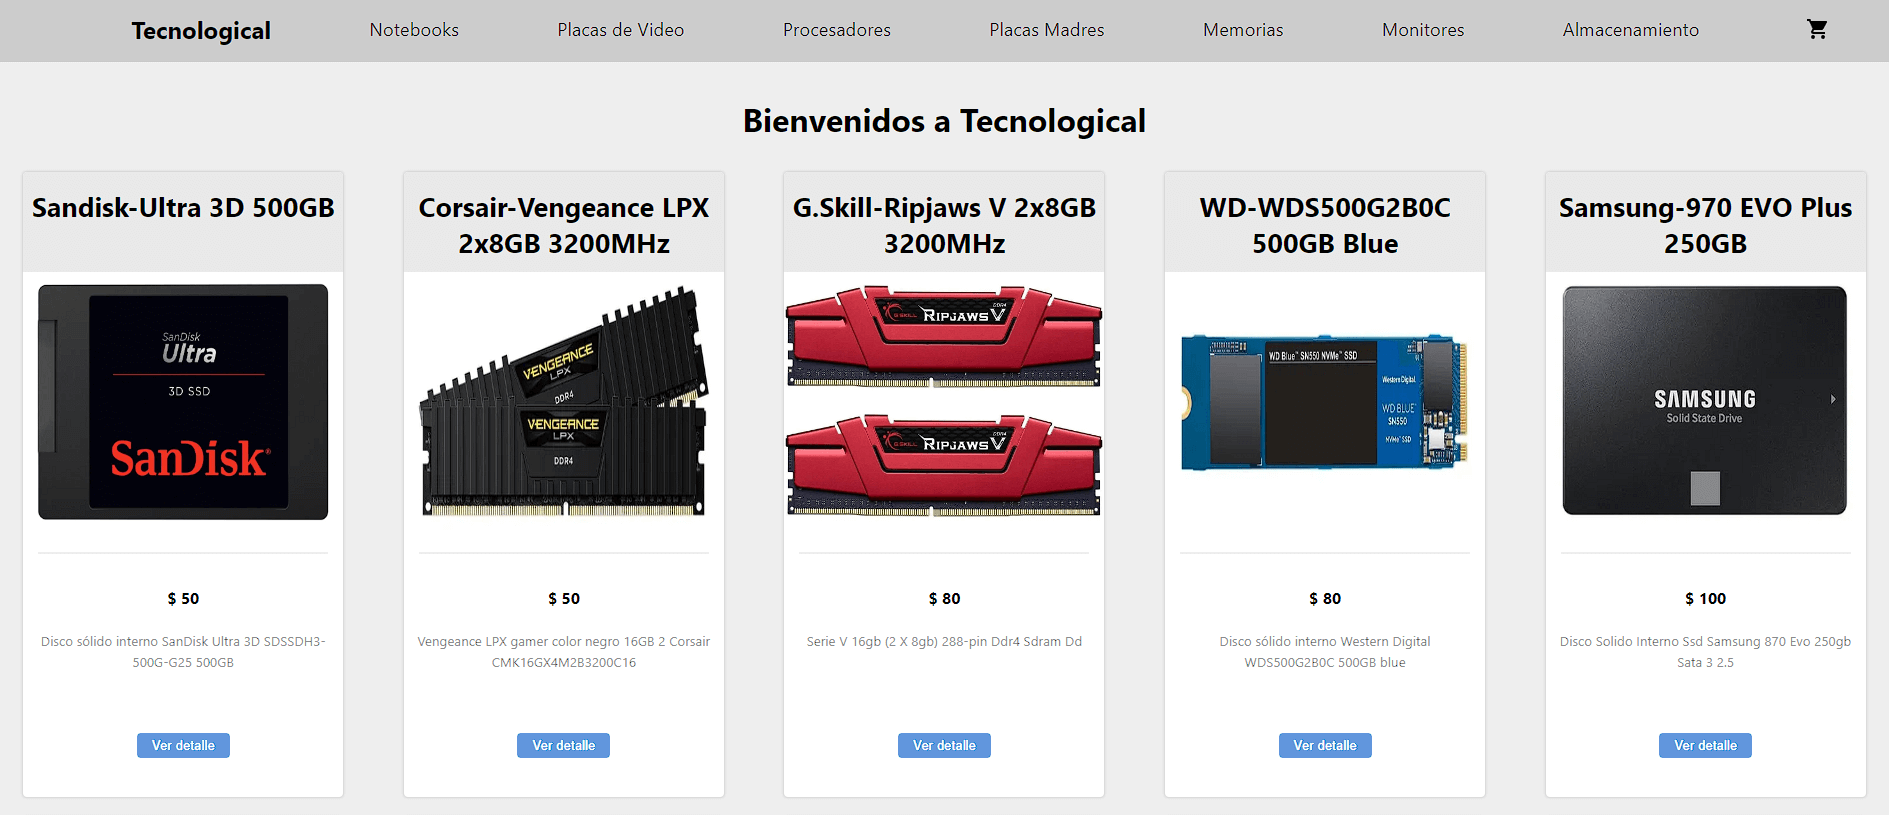 Tecnological
Notebooks
Placas de Video
Procesadores
Placas Madres
Memorias
Monitores
Almacenamiento
Bienvenidos a Tecnological
Sandisk-Ultra 3D 500GB
SanDisk
Ultra
3D SSD
SanDisk
$ 50
Disco sólido interno SanDisk Ultra 3D SDSSDH3-
500G-G25 500GB
Ver detalle
Corsair-Vengeance LPX
2x8GB 3200MHz
VENGEANCE
LPX
DDR4
VENGEANCE
LPX
DDR4
$ 50
Vengeance LPX gamer color negro 16GB 2 Corsair
CMK16GX4M2B3200C16
Ver detalle
G.Skill-Ripjaws V 2x8GB
3200MHz
DDR4
G.SKILL RIPJAWS V
DDR4
G.SKILL RIPJAWS V
$ 80
Serie V 16gb (2 X 8gb) 288-pin Ddr4 Sdram Dd
Ver detalle
WD-WDS500G2B0C
500GB Blue
WD Blue™ SN550 NVMe™ SSD
Western Digital
WD BLUE™
SN550
NVMe™ SSD
$ 80
Disco sólido interno Western Digital
WDS500G2B0C 500GB blue
Ver detalle
Samsung-970 EVO Plus
250GB
SAMSUNG
Solid State Drive
$ 100
Disco Solido Interno Ssd Samsung 870 Evo 250gb
Sata 3 2.5
Ver detalle